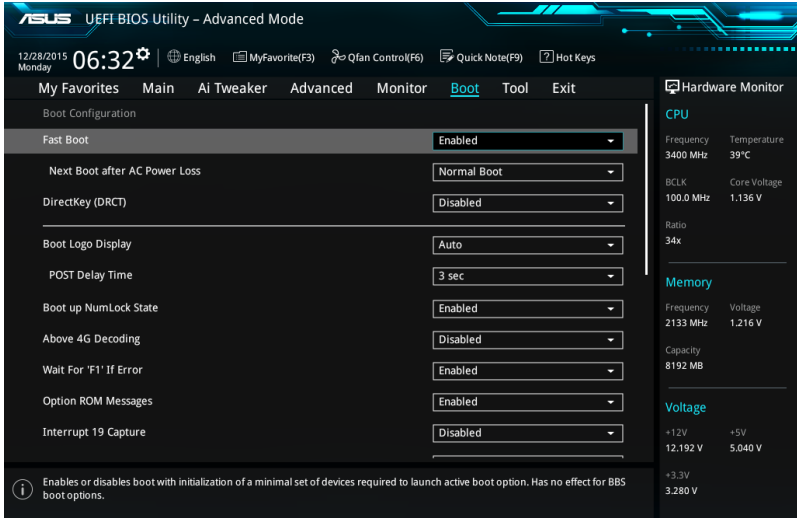 ASUS UEFI BIOS Utility – Advanced Mode
12/28/2015
Monday
06:32
English
MyFavorite(F3)
Qfan Control(F6)
Quick Note(F9)
? Hot Keys
My Favorites Main Ai Tweaker Advanced Monitor Boot Tool Exit
Boot Configuration
Fast Boot Enabled
Next Boot after AC Power Loss Normal Boot
DirectKey (DRCT) Disabled
Boot Logo Display Auto
POST Delay Time 3 sec
Boot up NumLock State Enabled
Above 4G Decoding Disabled
Wait For 'F1' If Error Enabled
Option ROM Messages Enabled
Interrupt 19 Capture Disabled
i
Enables or disables boot with initialization of a minimal set of devices required to launch active boot option. Has no effect for BBS
boot options.
Hardware Monitor
CPU
Frequency Temperature
3400 MHz 39°C
BCLK Core Voltage
100.0 MHz 1.136 V
Ratio
34x
Memory
Frequency Voltage
2133 MHz 1.216 V
Capacity
8192 MB
Voltage
+12V +5V
12.192 V 5.040 V
+3.3V
3.280 V